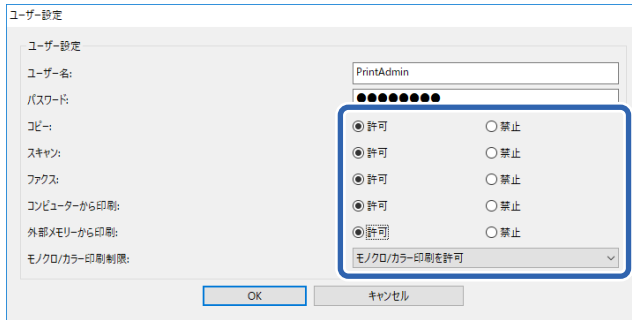 ユーザー設定
ユーザー設定
ユーザー名: PrintAdmin
パスワード: ●●●●●●●●
コピー: 許可 禁止
スキャン: 許可 禁止
ファクス: 許可 禁止
コンピューターから印刷: 許可 禁止
外部メモリーから印刷: 許可 禁止
モノクロ/カラー印刷制限: モノクロ/カラー印刷を許可
OK キャンセル